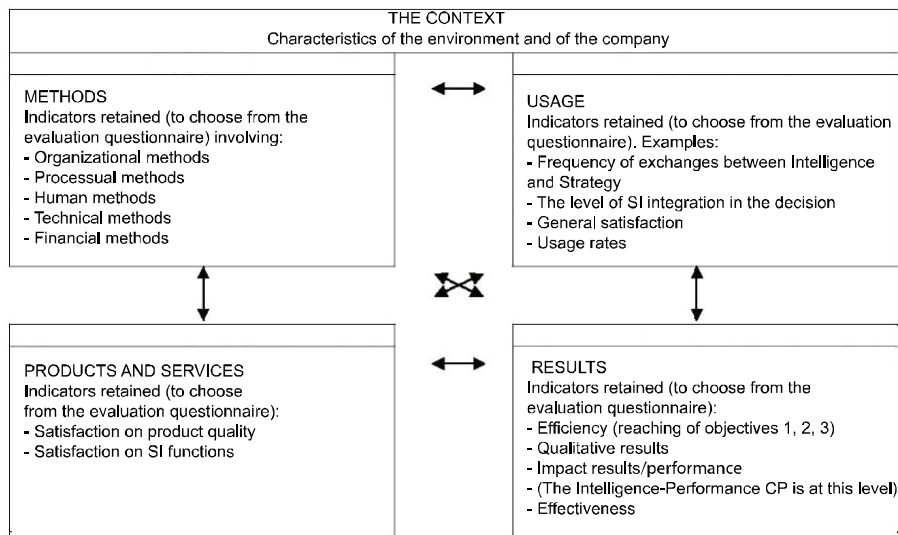 THE CONTEXT
Characteristics of the environment and of the company
METHODS
Indicators retained (to choose from the
evaluation questionnaire) involving:
- Organizational methods
- Processual methods
- Human methods
- Technical methods
- Financial methods
USAGE
Indicators retained (to choose from the evaluation
questionnaire). Examples:
- Frequency of exchanges between Intelligence
and Strategy
- The level of SI integration in the decision
- General satisfaction
- Usage rates
PRODUCTS AND SERVICES
Indicators retained (to choose
from the evaluation questionnaire):
- Satisfaction on product quality
- Satisfaction on SI functions
RESULTS
Indicators retained (to choose from the
evaluation questionnaire):
- Efficiency (reaching of objectives 1, 2, 3)
- Qualitative results
- Impact results/performance
- (The Intelligence-Performance CP is at this level)
- Effectiveness